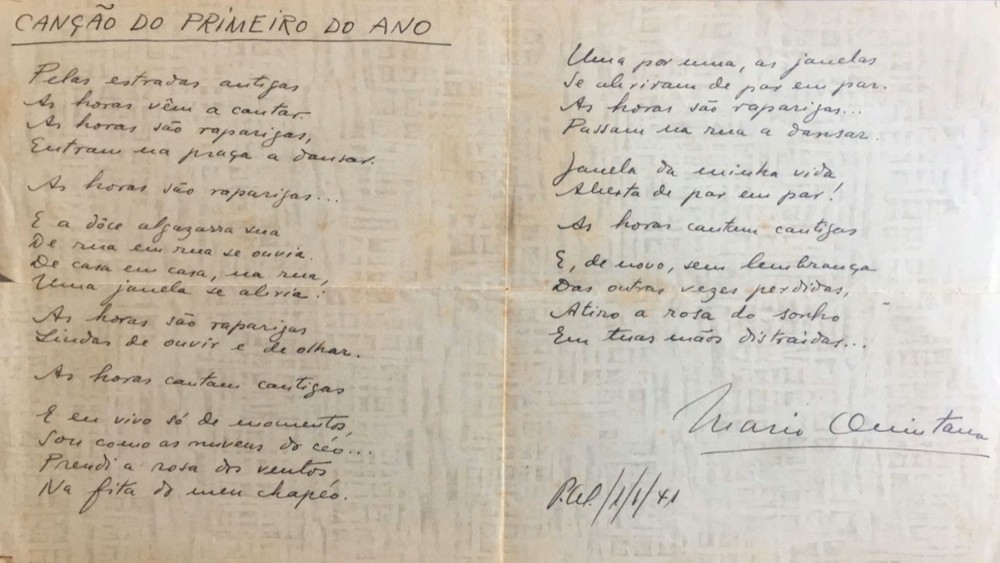 CANÇÃO DO PRIMEIRO DO ANO
Pelas estradas antigas
As horas vêm a cantar.
As horas são raparigas,
Entram na praça a dansar.
As horas são raparigas...
E a dôce algazarra sua
De rua em rua se ouvia.
De casa em casa, na rua,
Uma janela se abria!
As horas são raparigas
Lindas de ouvir e de olhar.
As horas cantam cantigas
E eu vivo só de momentos,
Sou como as nuvens do céo...
Prendi a rosa dos ventos
Na fita do meu chapéo.
Uma por uma, as janelas
Se abriram de par em par.
As horas são raparigas...
Passam na rua a dansar.
Janela da minha vida
Aberta de par em par!
As horas cantam cantigas
E, de novo, sem lembrança
Das outras vezes perdidas,
Atiro a rosa do sonho
Em tuas mãos distraidas...
Mario Quintana
/1/1/41